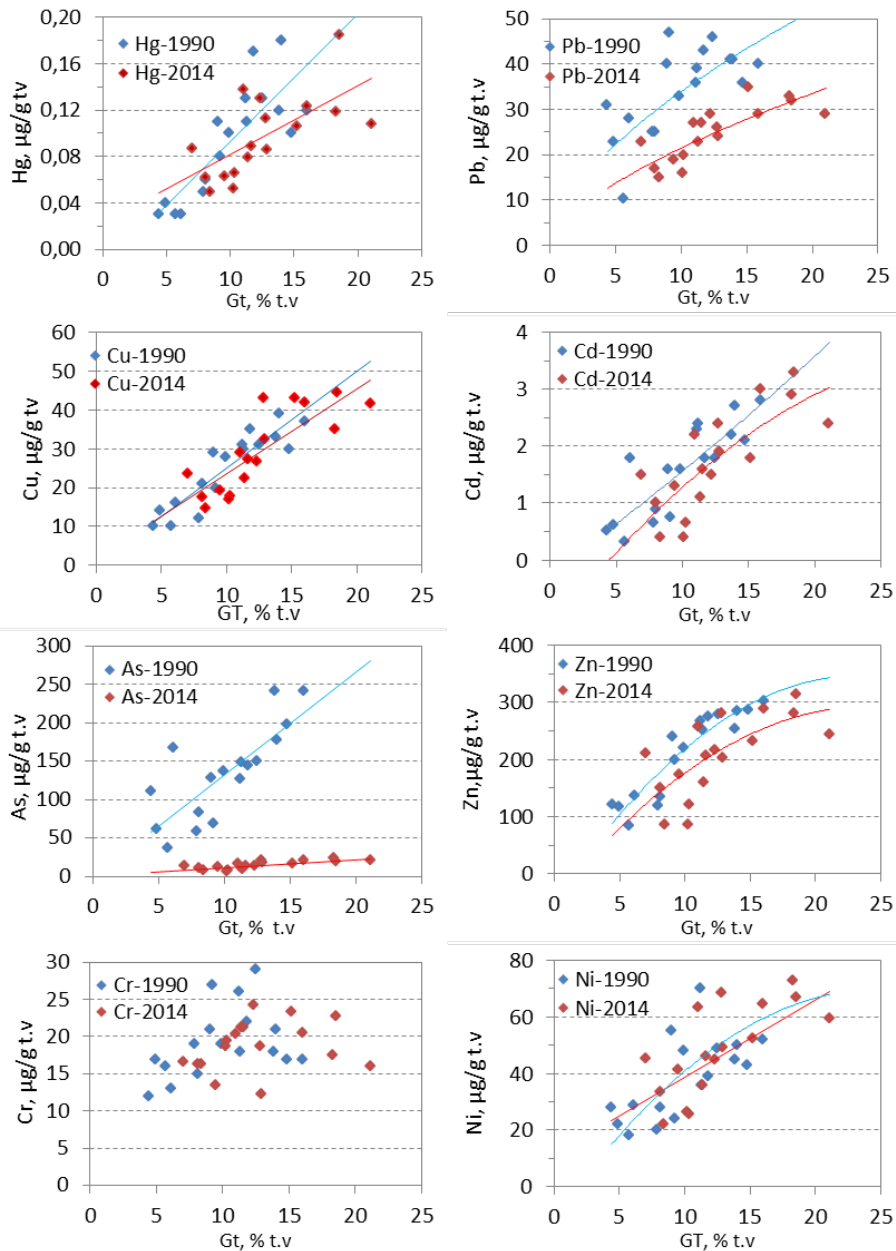 Hg, µg/g tv
0,20
0,16
0,12
0,08
0,04
0,00
Hg-1990
Hg-2014
0 5 10 15 20 25
Gt, % t.v
Pb, µg/g t.v
50
40
30
20
10
0
Pb-1990
Pb-2014
0 5 10 15 20 25
Gt, % t.v
Cu, µg/g tv
60
50
40
30
20
10
0
Cu-1990
Cu-2014
0 5 10 15 20 25
GT, % t.v
Cd, µg/g t.v
4
3
2
1
0
Cd-1990
Cd-2014
0 5 10 15 20 25
Gt, % t.v
As, µg/g t.v
300
250
200
150
100
50
0
As-1990
As-2014
0 5 10 15 20 25
Gt, % t.v
Zn,µg/g t.v
400
300
200
100
0
Zn-1990
Zn-2014
0 5 10 15 20 25
Gt, % t.v
Cr, µg/g t.v
30
25
20
15
10
5
0
Cr-1990
Cr-2014
0 5 10 15 20 25
Gt, % t.v
Ni, µg/g t.v
80
60
40
20
0
Ni-1990
Ni-2014
0 5 10 15 20 25
GT, % t.v